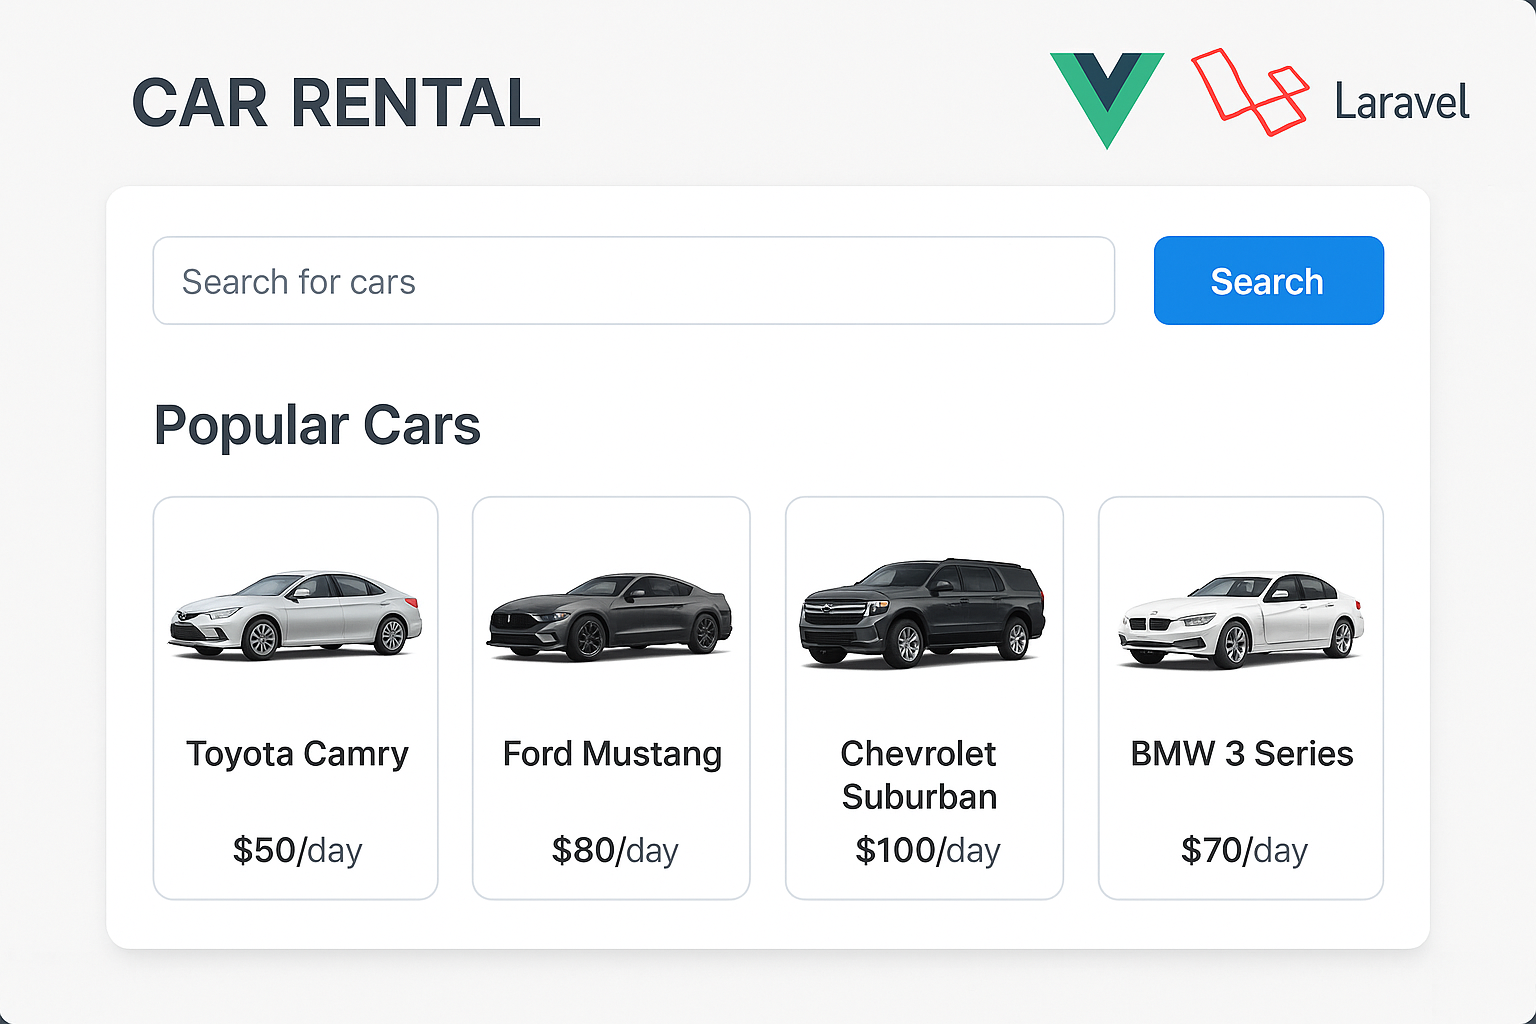 CAR RENTAL
Laravel
Search for cars
Search
Popular Cars
Toyota Camry
$50/day
Ford Mustang
$80/day
Chevrolet
Suburban
$100/day
BMW 3 Series
$70/day